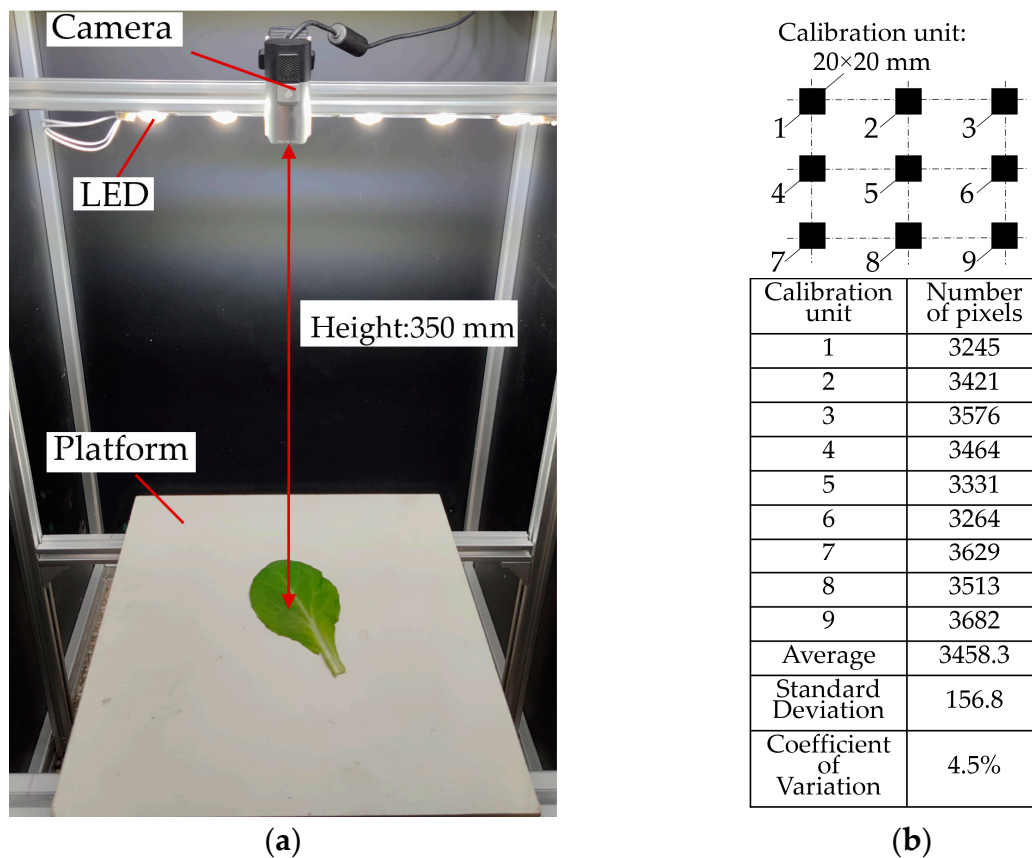 Camera
LED
Height:350 mm
Platform
(a)
Calibration unit:
20×20 mm
1 2 3
4 5 6
7 8 9
Calibration unit | Number of pixels
1 3245
2 3421
3 3576
4 3464
5 3331
6 3264
7 3629
8 3513
9 3682
Average 3458.3
Standard
Deviation 156.8
Coefficient
of
Variation 4.5%
(b)